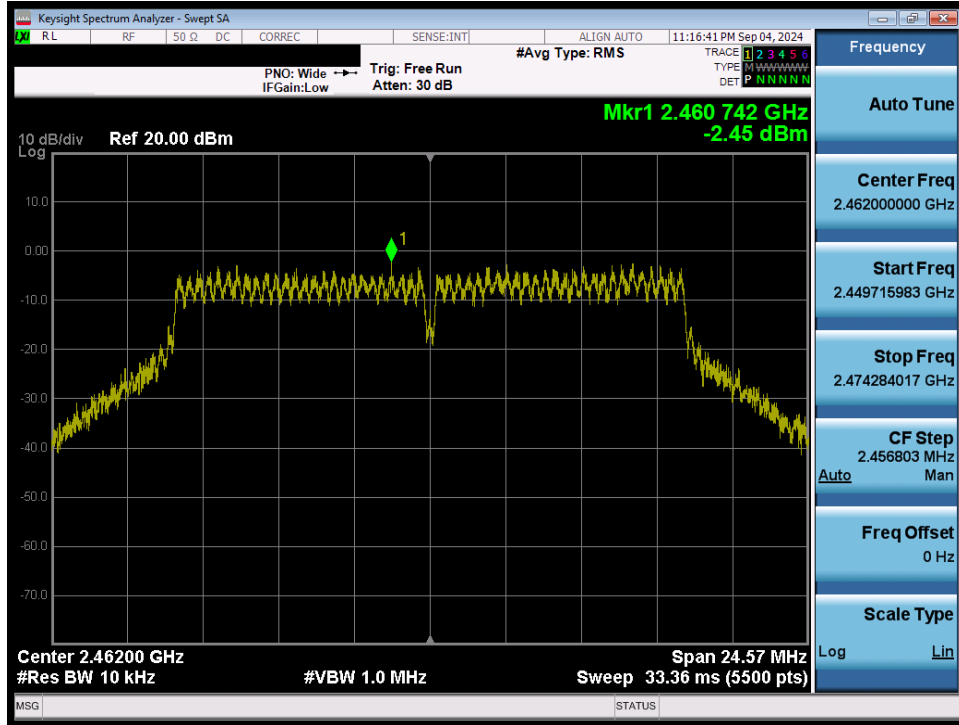 Keysight Spectrum Analyzer - Swept SA
LXI RL RF 50 Ω DC CORREC SENSE:INT ALIGN AUTO 11:16:41 PM Sep 04, 2024
#Avg Type: RMS
TRACE 1 2 3 4 5 6
PNO: Wide Trig: Free Run
TYPE M W W W W W
IFGain:Low Atten: 30 dB
DET P N N N N N
Mkr1 2.460 742 GHz
-2.45 dBm
10 dB/div Ref 20.00 dBm
Log
10.0
1
0.00
-10.0
-20.0
-30.0
-40.0
-50.0
-60.0
-70.0
Center 2.46200 GHz Span 24.57 MHz
#Res BW 10 kHz #VBW 1.0 MHz Sweep 33.36 ms (5500 pts)
MSG STATUS
Frequency
Auto Tune
Center Freq
2.462000000 GHz
Start Freq
2.449715983 GHz
Stop Freq
2.474284017 GHz
CF Step
2.456803 MHz
Auto Man
Freq Offset
0 Hz
Scale Type
Log Lin